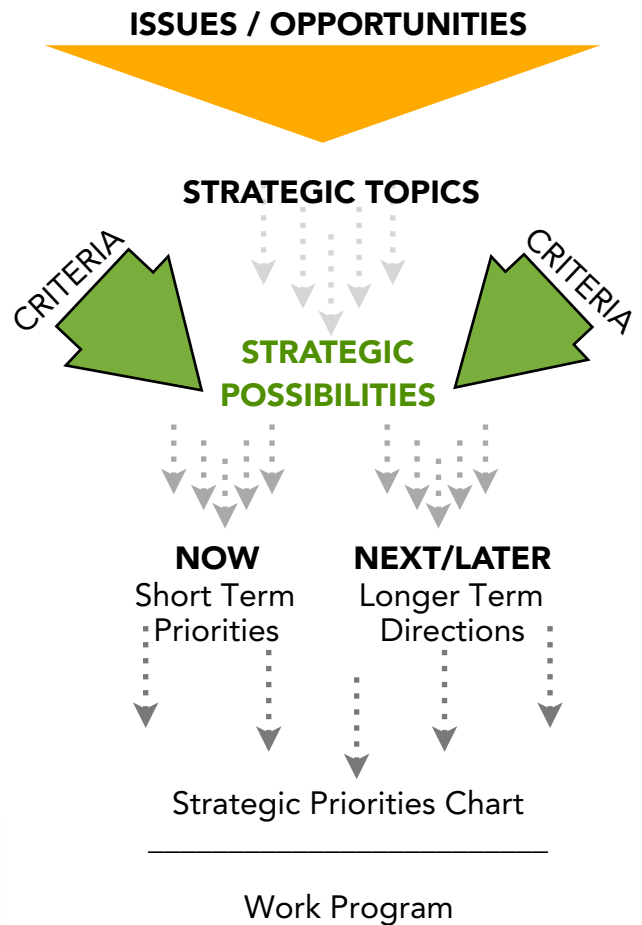 ISSUES / OPPORTUNITIES
STRATEGIC TOPICS
CRITERIA
CRITERIA
STRATEGIC
POSSIBILITIES
NOW
Short Term
Priorities
NEXT/LATER
Longer Term
Directions
Strategic Priorities Chart
Work Program